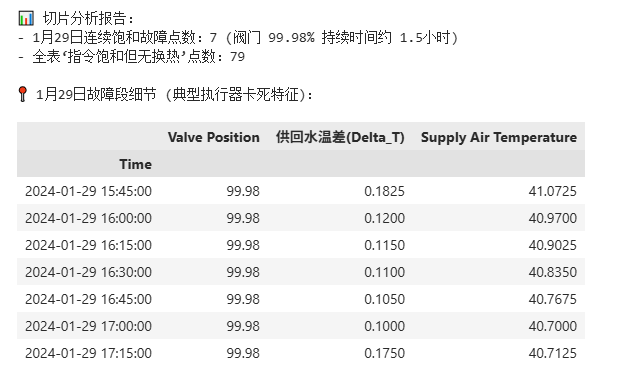 📊 切片分析报告：
- 1月29日连续饱和故障点数：7 (阀门 99.98% 持续时间约 1.5小时)
- 全表‘指令饱和但无换热’点数：79
📍 1月29日故障段细节 (典型执行器卡死特征)：
Valve Position 供回水温差(Delta_T) Supply Air Temperature
Time
2024-01-29 15:45:00 99.98 0.1825 41.0725
2024-01-29 16:00:00 99.98 0.1200 40.9700
2024-01-29 16:15:00 99.98 0.1150 40.9025
2024-01-29 16:30:00 99.98 0.1100 40.8350
2024-01-29 16:45:00 99.98 0.1050 40.7675
2024-01-29 17:00:00 99.98 0.1000 40.7000
2024-01-29 17:15:00 99.98 0.1750 40.7125